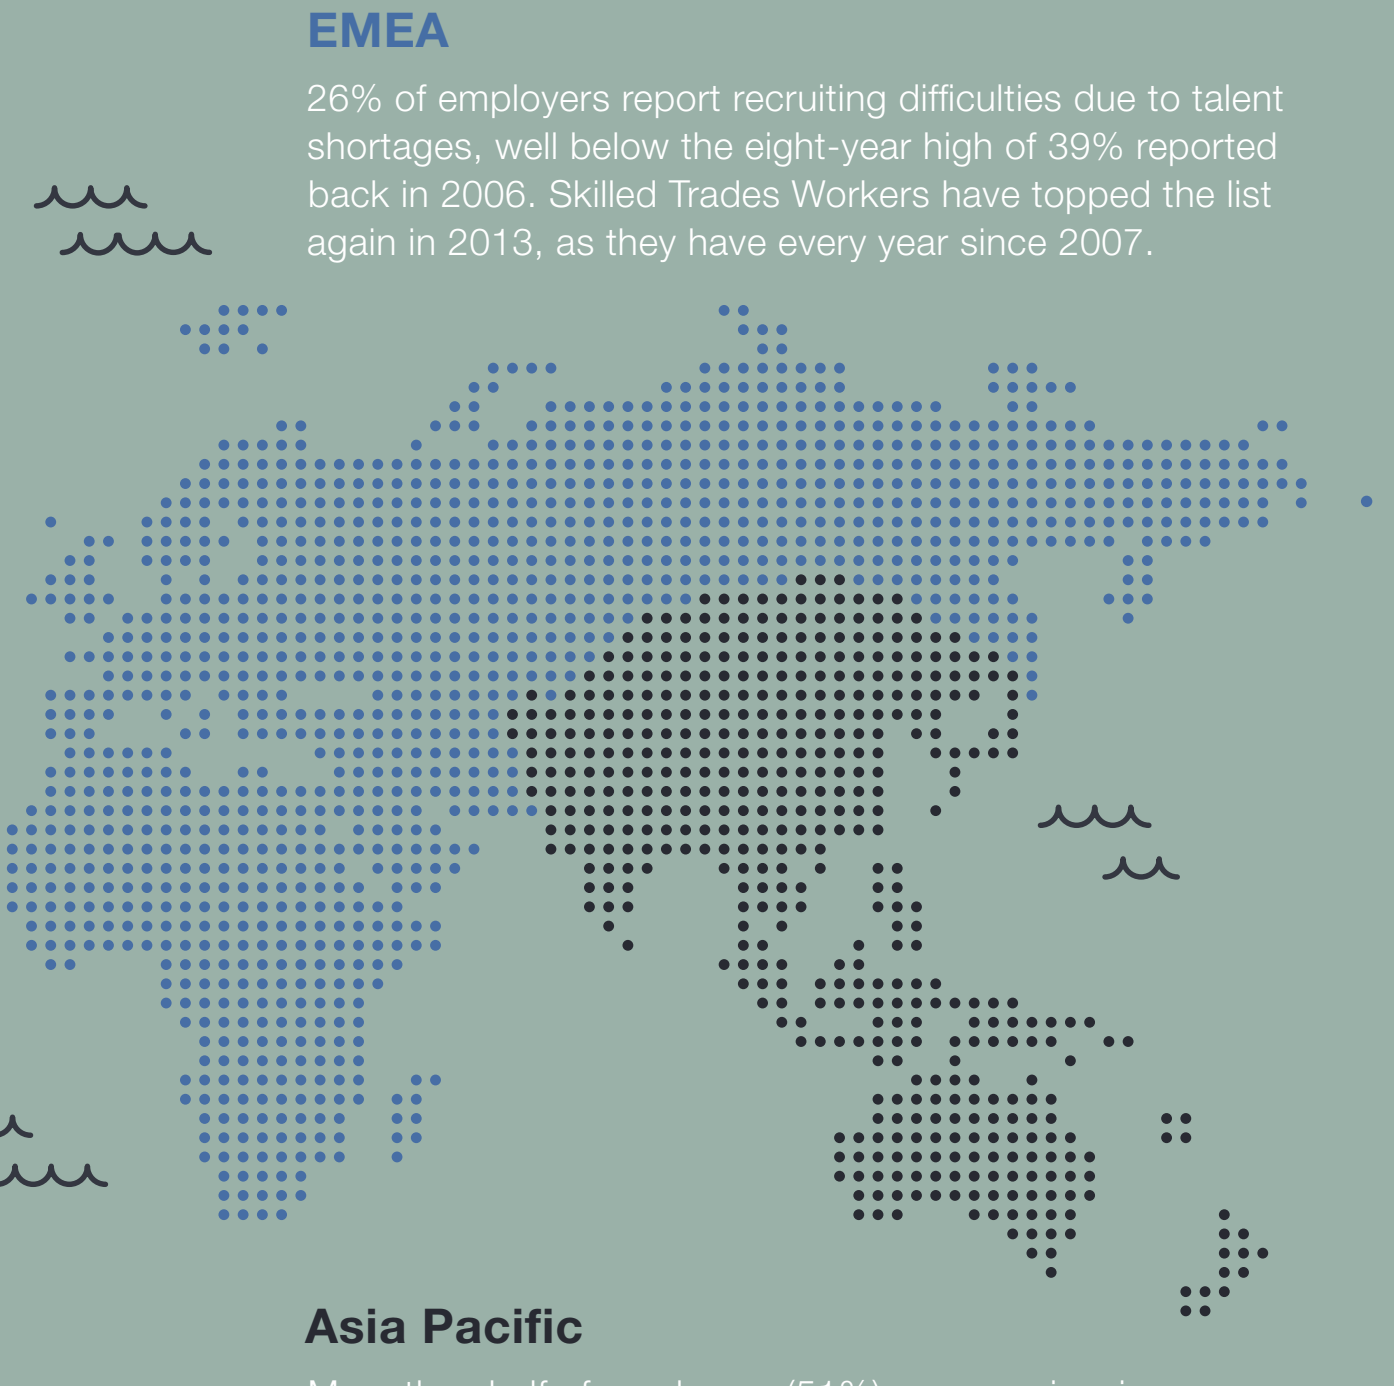 EMEA
26% of employers report recruiting difficulties due to talent
shortages, well below the eight-year high of 39% reported
back in 2006. Skilled Trades Workers have topped the list
again in 2013, as they have every year since 2007.
Asia Pacific
(51%)